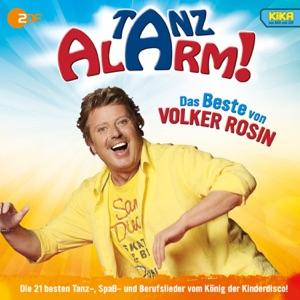 ZDF
TANZ
ALARM!
KiKA
Das Beste von
VOLKER ROSIN
Die 21 besten Tanz-, Spaß- und Berufslieder vom König der Kinderdisco!